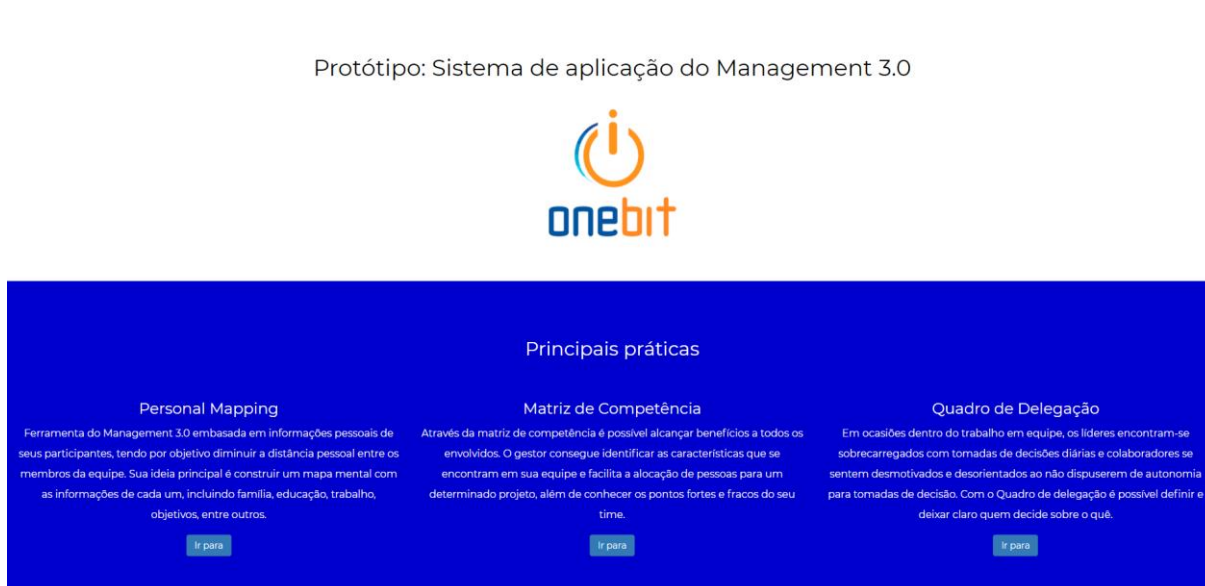 Protótipo: Sistema de aplicação do Management 3.0
onebit
Principais práticas
Personal Mapping
Ferramenta do Management 3.0 embasada em informações pessoais de
seus participantes, tendo por objetivo diminuir a distância pessoal entre os
membros da equipe. Sua ideia principal é construir um mapa mental com
as informações de cada um, incluindo família, educação, trabalho,
objetivos, entre outros.
Ir para
Matriz de Competência
Através da matriz de competência é possível alcançar benefícios a todos os
envolvidos. O gestor consegue identificar as características que se
encontram em sua equipe e facilita a alocação de pessoas para um
determinado projeto, além de conhecer os pontos fortes e fracos do seu
time.
Ir para
Quadro de Delegação
Em ocasiões dentro do trabalho em equipe, os líderes encontram-se
sobrecarregados com tomadas de decisões diárias e colaboradores se
sentem desmotivados e desorientados ao não dispuserem de autonomia
para tomadas de decisão. Com o Quadro de delegação é possível definir e
deixar claro quem decide sobre o quê.
Ir para